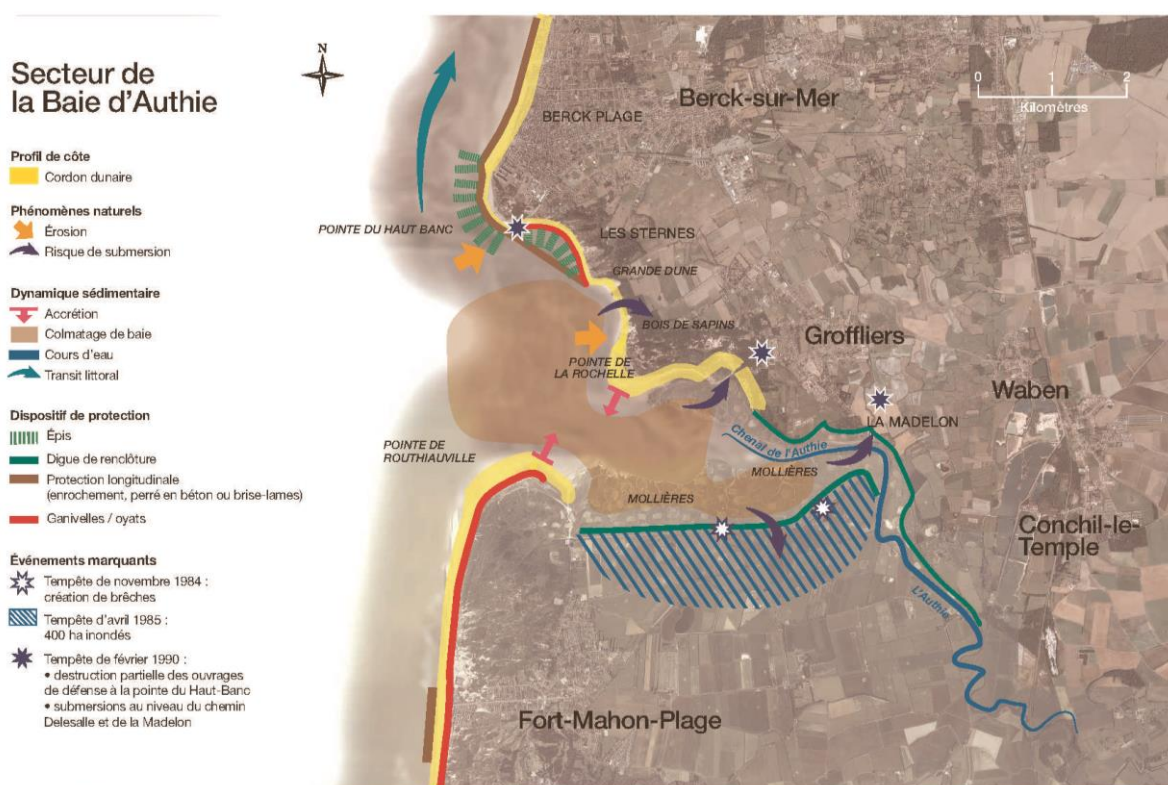 Secteur de
la Baie d'Authie
Profil de côte
Cordon dunaire
Phénomènes naturels
Érosion
Risque de submersion
Dynamique sédimentaire
Accrétion
Colmatage de baie
Cours d'eau
Transit littoral
Dispositif de protection
Épis
Digue de renclôture
Protection longitudinale
(enrochement, perré en béton ou brise-lames)
Ganivelles / oyats
Événements marquants
Tempête de novembre 1984 :
création de brêches
Tempête d'avril 1985 :
400 ha inondés
Tempête de février 1990 :
• destruction partielle des ouvrages
de défense à la pointe du Haut-Banc
• submersions au niveau du chemin
Delesalle et de la Madelon
N
0 1 2
Kilomètres
Berck-sur-Mer
BERCK PLAGE
POINTE DU HAUT BANC
LES STERNES
GRANDE DUNE
BOIS DE SAPINS
Groffliers
POINTE DE
LA ROCHELLE
Waben
LA MADELON
POINTE DE
ROUTHIAUVILLE
Chenal de l'Authie
MOLLIÈRES
MOLLIÈRES
Conchil-le-
Temple
L'Authie
Fort-Mahon-Plage